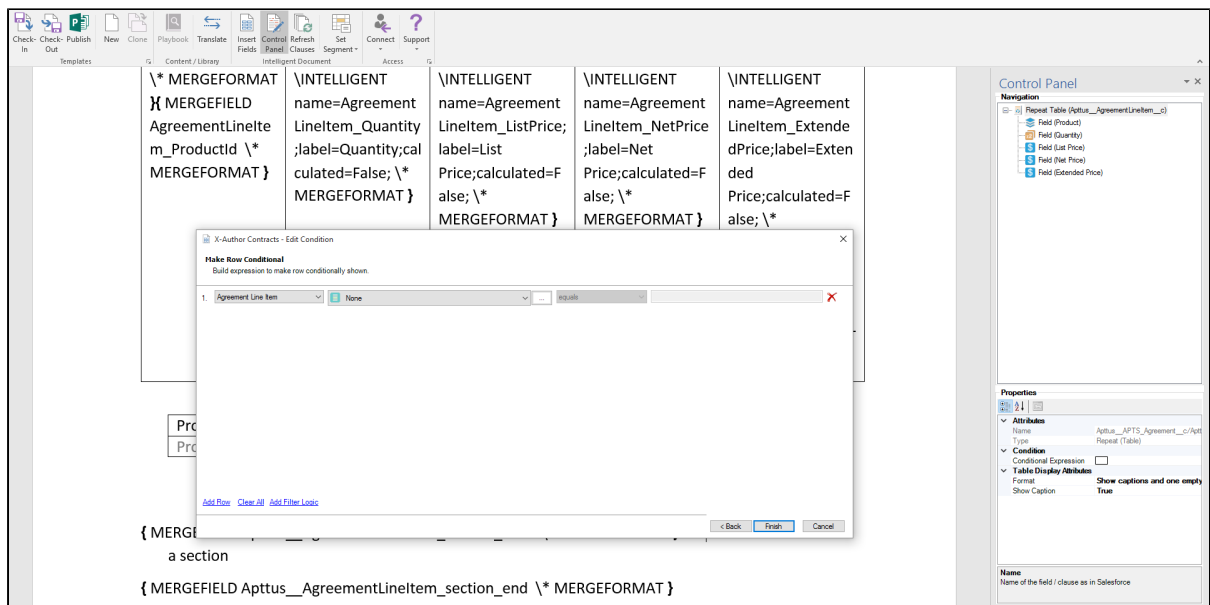 Check- Check- Publish New Clone Playbook Translate Insert Control Refresh Set Connect Support
In Out Fields Panel Clauses Segment
Templates Content / Library Intelligent Document Access
\* MERGEFORMAT \INTELLIGENT \INTELLIGENT \INTELLIGENT \INTELLIGENT
}{ MERGEFIELD name=Agreement name=Agreement name=Agreement name=Agreement
AgreementLineIte LineItem_Quantity LineItem_ListPrice; LineItem_NetPrice LineItem_Extende
m_ProductId \* ;label=Quantity;cal label=List ;label=Net dPrice;label=Exten
MERGEFORMAT } culated=False; \* Price;calculated=F Price;calculated=F ded
MERGEFORMAT } alse; \* alse; \* Price;calculated=F
MERGEFORMAT } MERGEFORMAT } alse; \*
X-Author Contracts - Edit Condition
Make Row Conditional
Build expression to make row conditionally shown.
1. Agreement Line Item None ... equals
Add Row Clear All Add Filter Logic
< Back Finish Cancel
Pro
Pro
{ MERGE
a section
{ MERGEFIELD Apttus__AgreementLineItem_section_end \* MERGEFORMAT }
Control Panel
Navigation
Repeat Table (Apttus__AgreementLineItem__c)
Field (Product)
Field (Quantity)
Field (List Price)
Field (Net Price)
Field (Extended Price)
Properties
Attributes
Name Apttus__APTS_Agreement__c/Aptt
Type Repeat (Table)
Condition
Conditional Expression
Table Display Attributes
Format Show captions and one empty
Show Caption True
Name
Name of the field / clause as in Salesforce